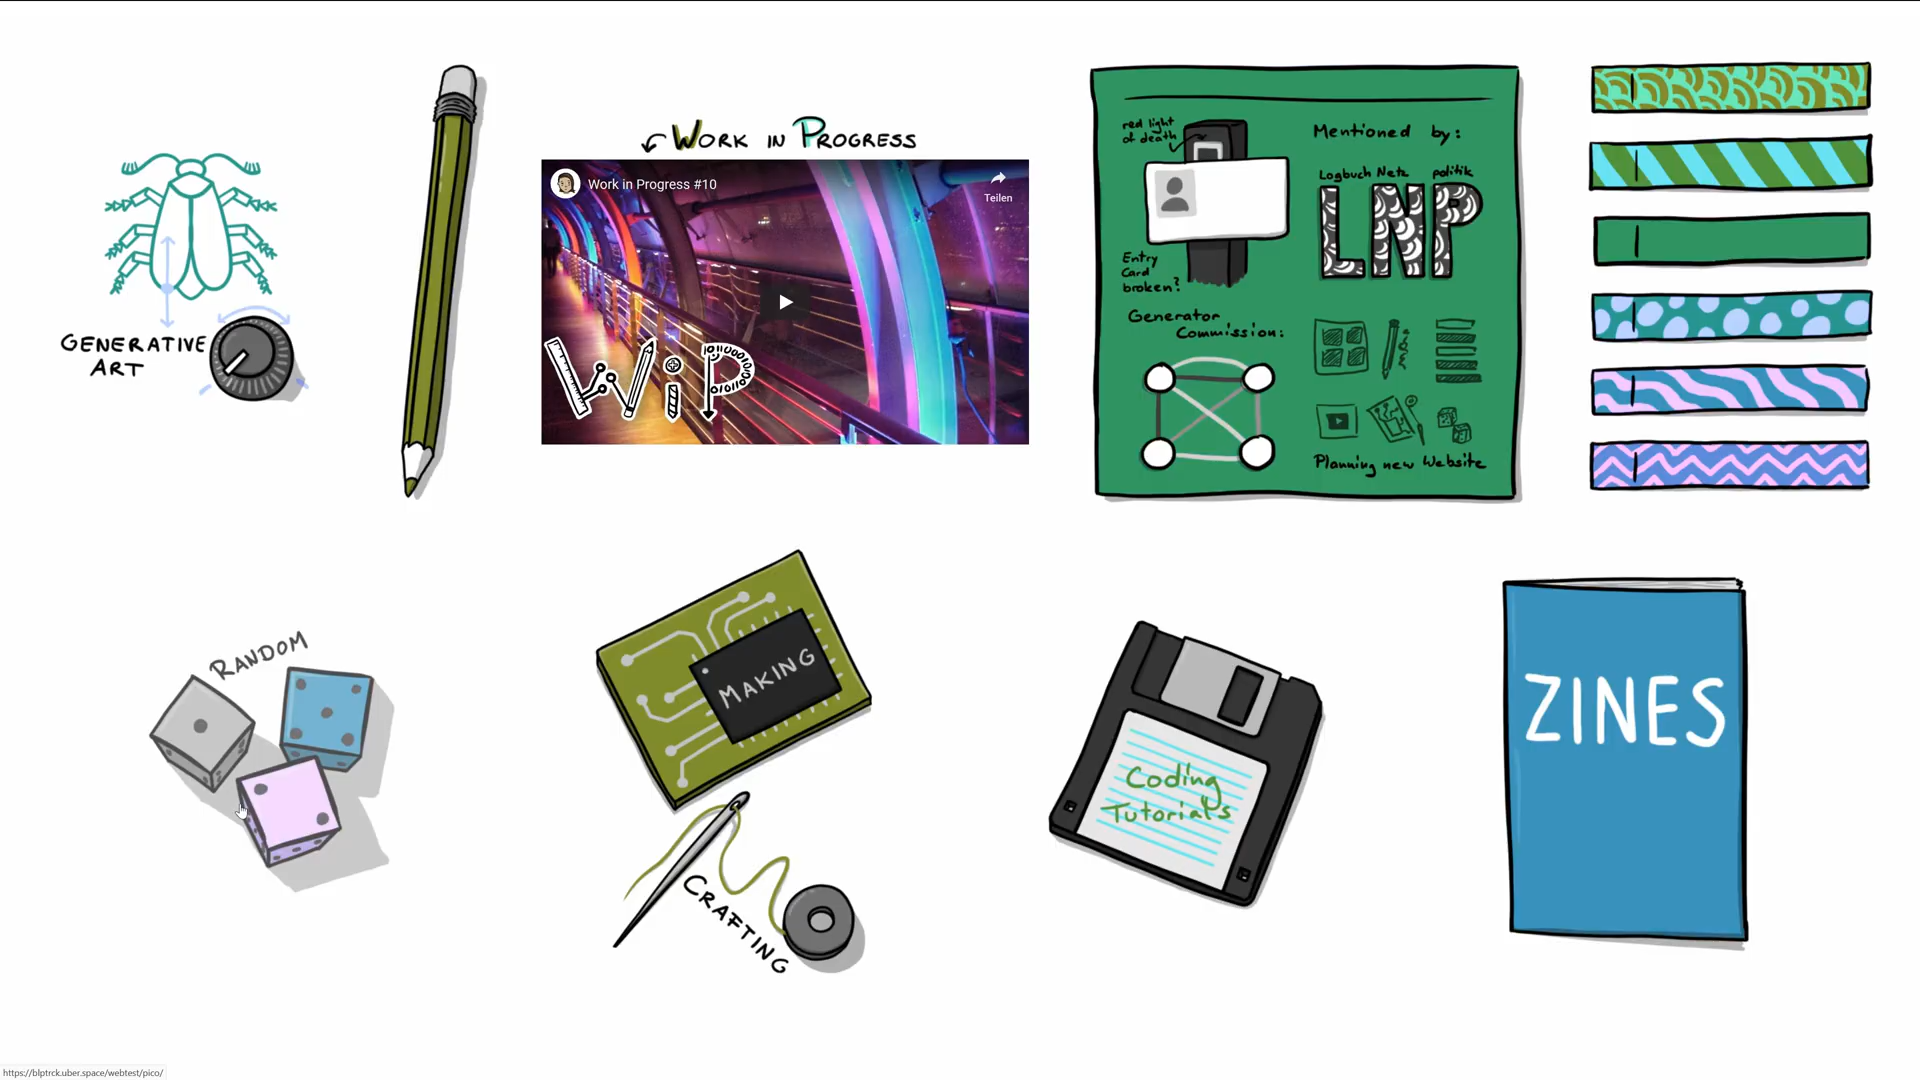 GENERATIVE
ART
WORK IN PROGRESS
Work in Progress #10
Teilen
WiP
red light
of death
Entry
Card
broken?
Generator
Commission:
Mentioned by:
Logbuch Netz politik
LNP
Planning new Website
RANDOM
MAKING
CRAFTING
Coding
Tutorials
ZINES
https://blptrck.uber.space/webtest/pico/